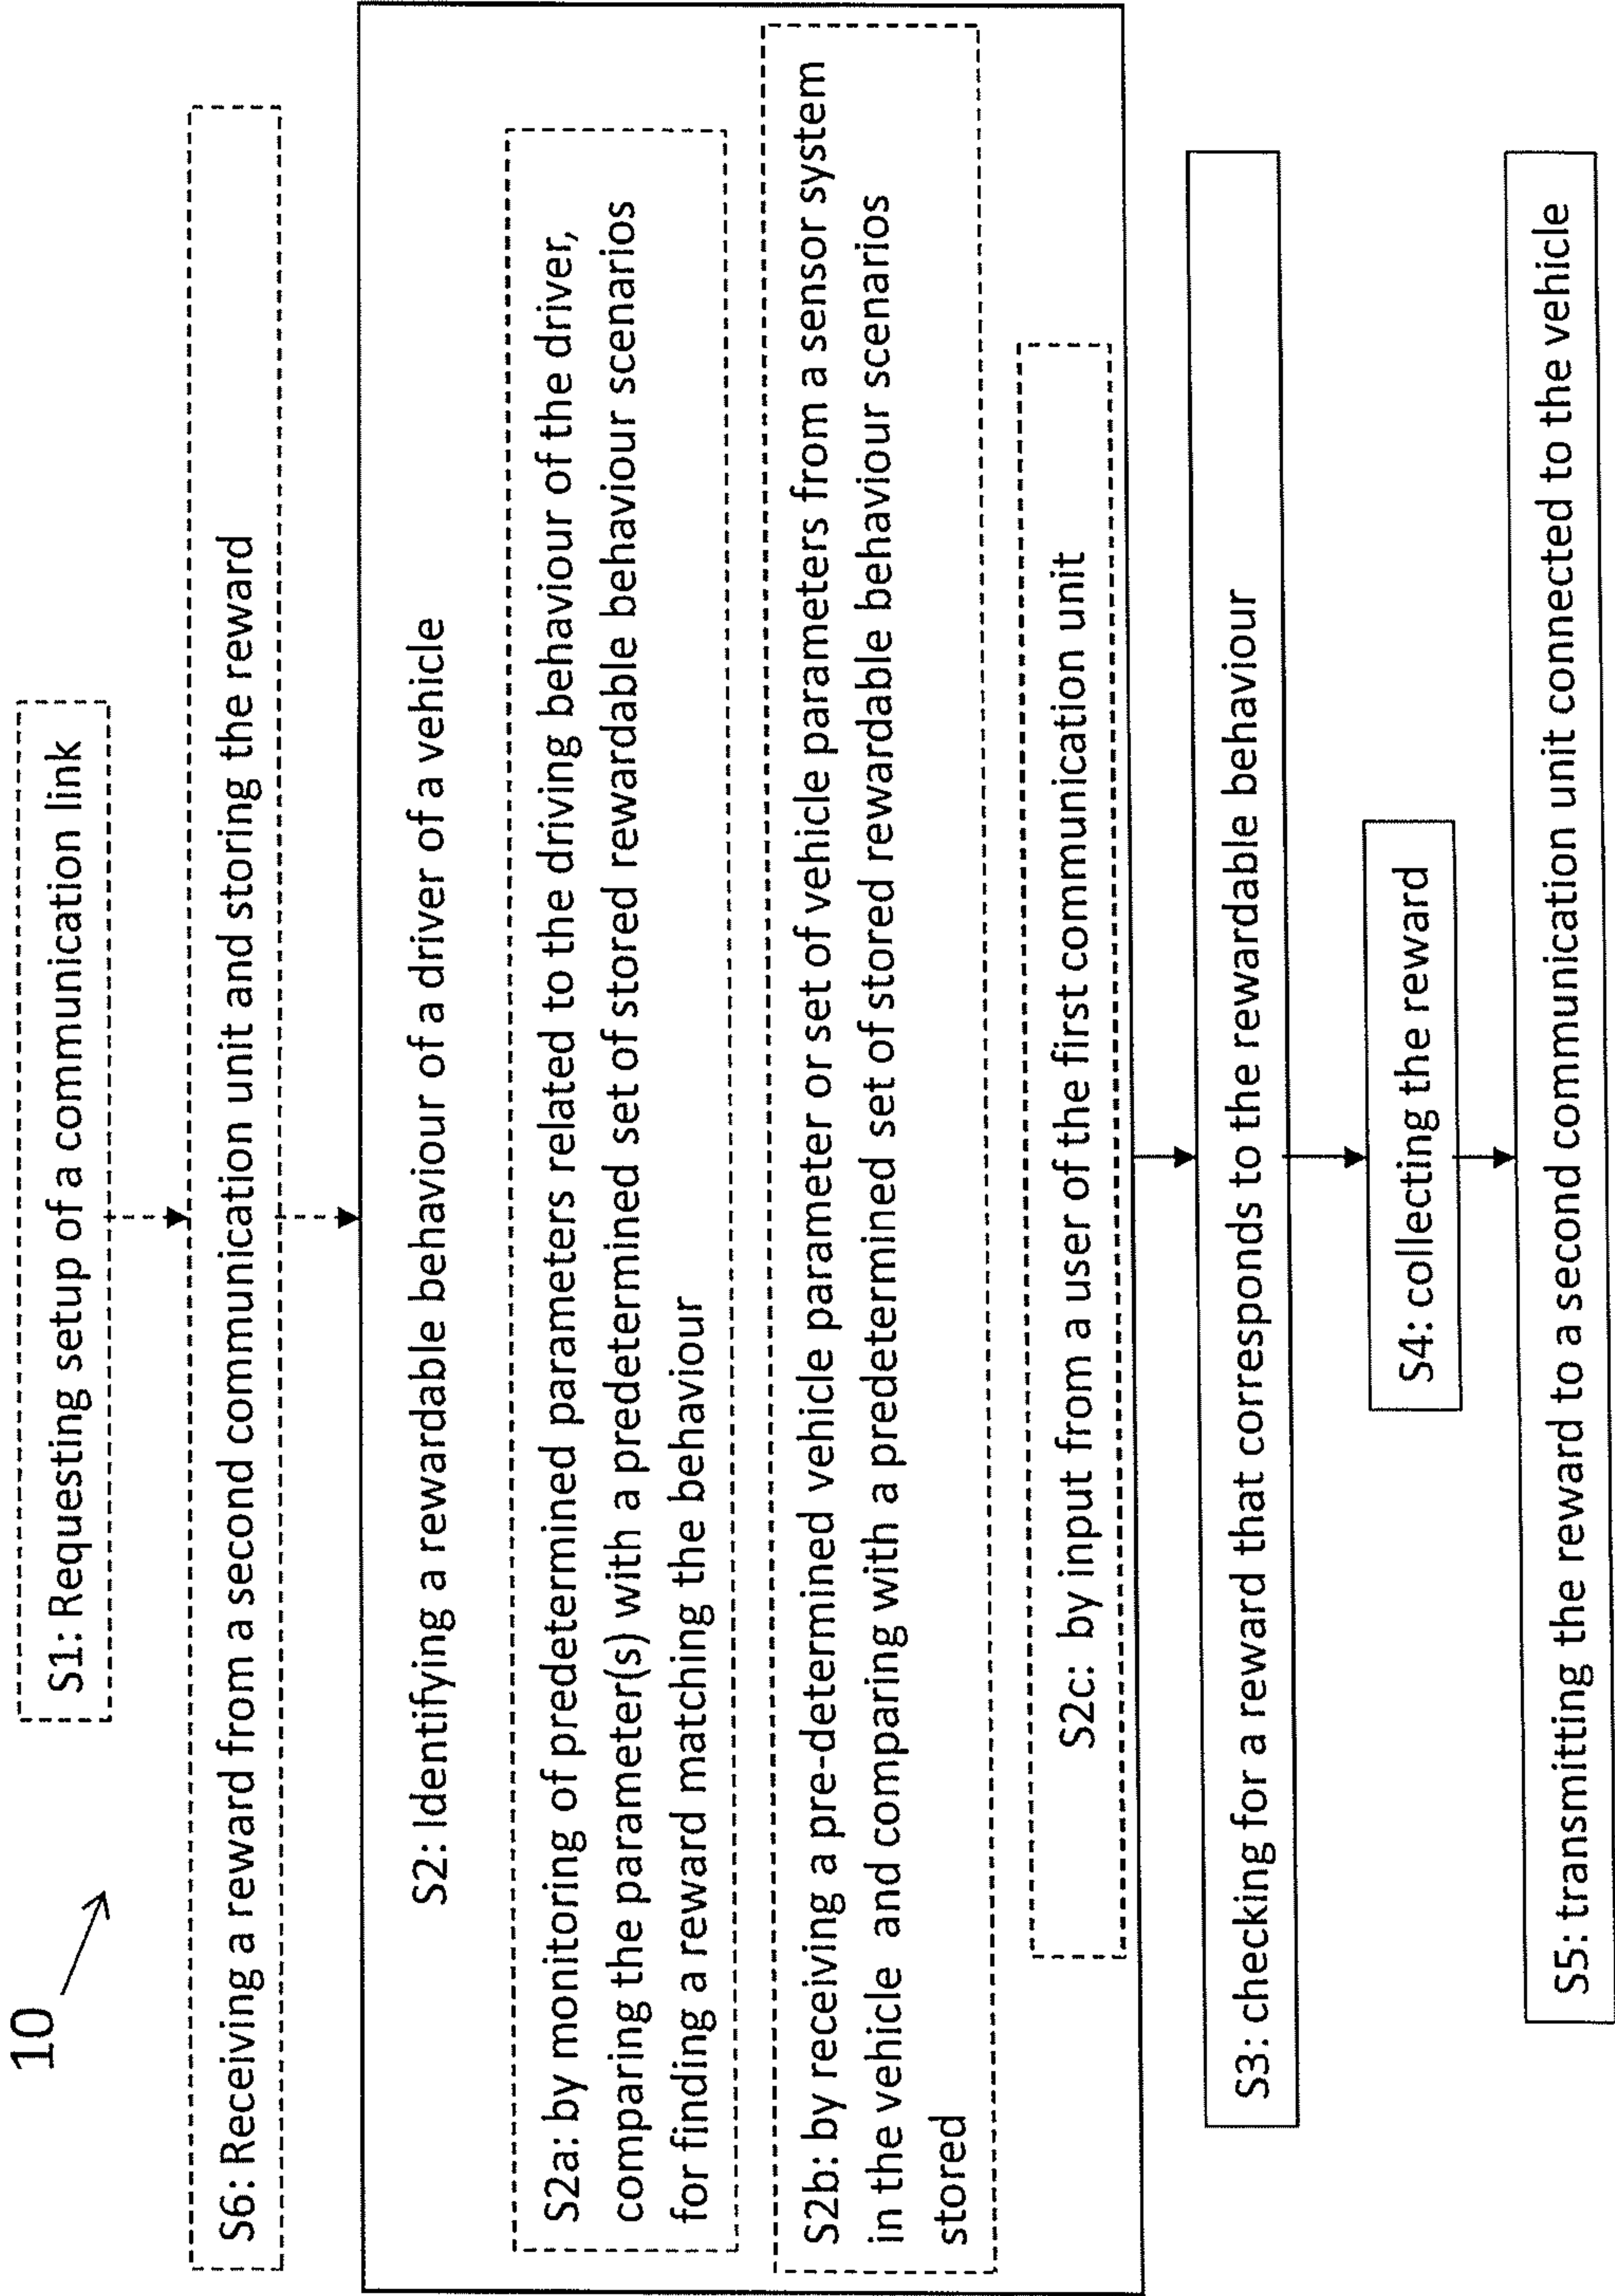 10
S1: Requesting setup of a communication link
S6: Receiving a reward from a second communication unit and storing the reward
S2: Identifying a rewardable behaviour of a driver of a vehicle
S2a: by monitoring of predetermined parameters related to the driving behaviour of the driver,
comparing the parameter(s) with a predetermined set of stored rewardable behaviour scenarios
for finding a reward matching the behaviour
S2b: by receiving a pre-determined vehicle parameter or set of vehicle parameters from a sensor system
in the vehicle and comparing with a predetermined set of stored rewardable behaviour scenarios
stored
S2c: by input from a user of the first communication unit
S3: checking for a reward that corresponds to the rewardable behaviour
S4: collecting the reward
S5: transmitting the reward to a second communication unit connected to the vehicle